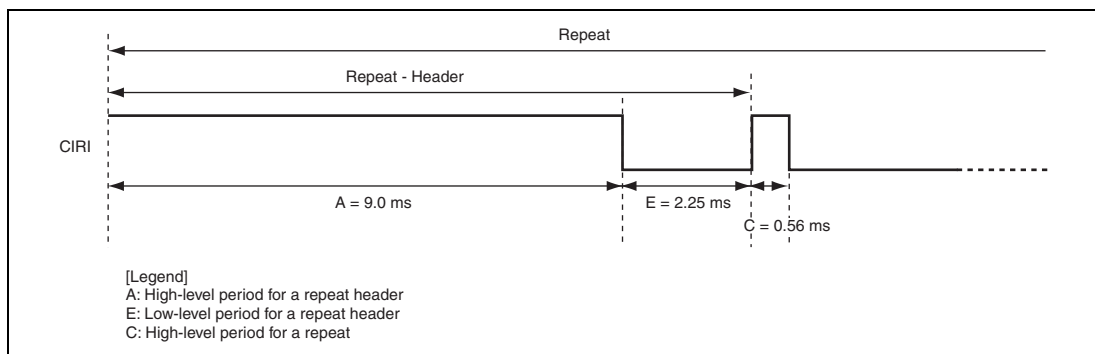 Repeat
Repeat - Header
CIRI
A = 9.0 ms
E = 2.25 ms
C = 0.56 ms
[Legend]
A: High-level period for a repeat header
E: Low-level period for a repeat header
C: High-level period for a repeat